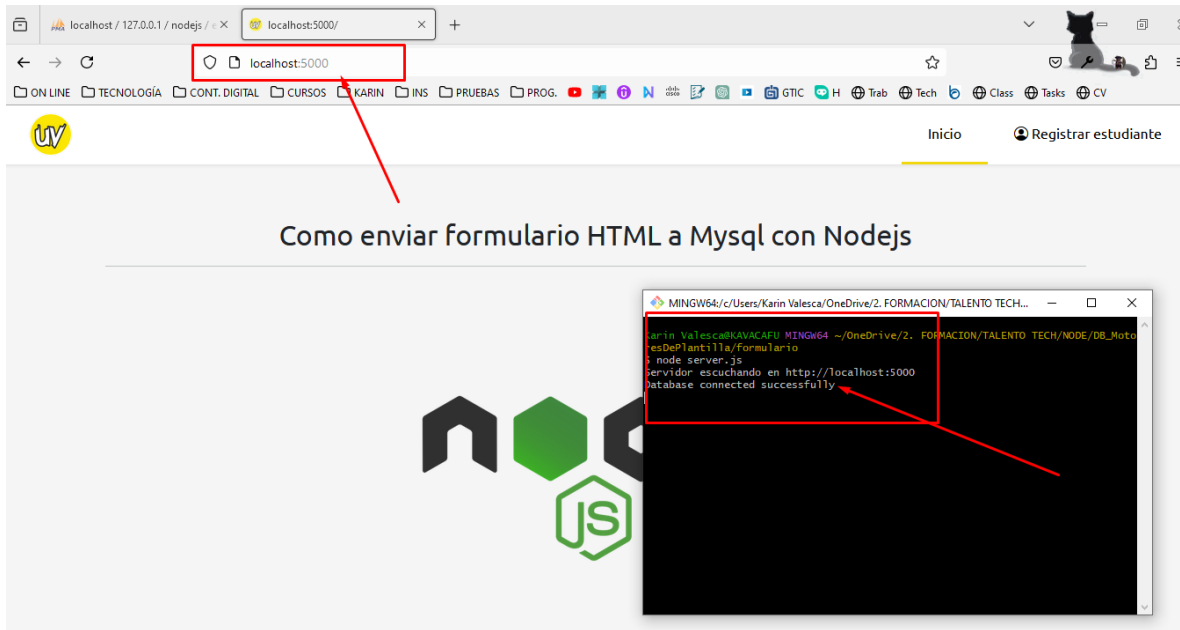 localhost / 127.0.0.1 / nodejs / e
localhost:5000/
localhost:5000
ON LINE TECNOLOGÍA CONT. DIGITAL CURSOS KARIN INS PRUEBAS PROG. GTIC H Trab Tech Class Tasks CV
UV
Inicio
Registrar estudiante
Como enviar formulario HTML a Mysql con Nodejs
MINGW64:/c/Users/Karin Valesca/OneDrive/2. FORMACION/TALENTO TECH...
Karin Valesca@KAVACAFU MINGW64 ~/OneDrive/2. FORMACION/TALENTO TECH/NODE/DB_Moto
resDePlantilla/formulario
$ node server.js
Servidor escuchando en http://localhost:5000
Database connected successfully
JS